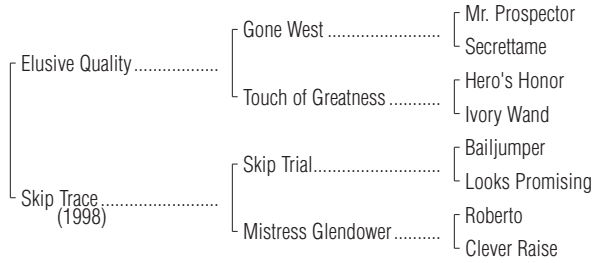 Mr. Prospector
Gone West ....................
Secrettame
Elusive Quality.................
Hero's Honor
Touch of Greatness ..........
Ivory Wand
Bailjumper
Skip Trial.......................
Looks Promising
Skip Trace.......................
(1998)
Roberto
Mistress Glendower..........
Clever Raise